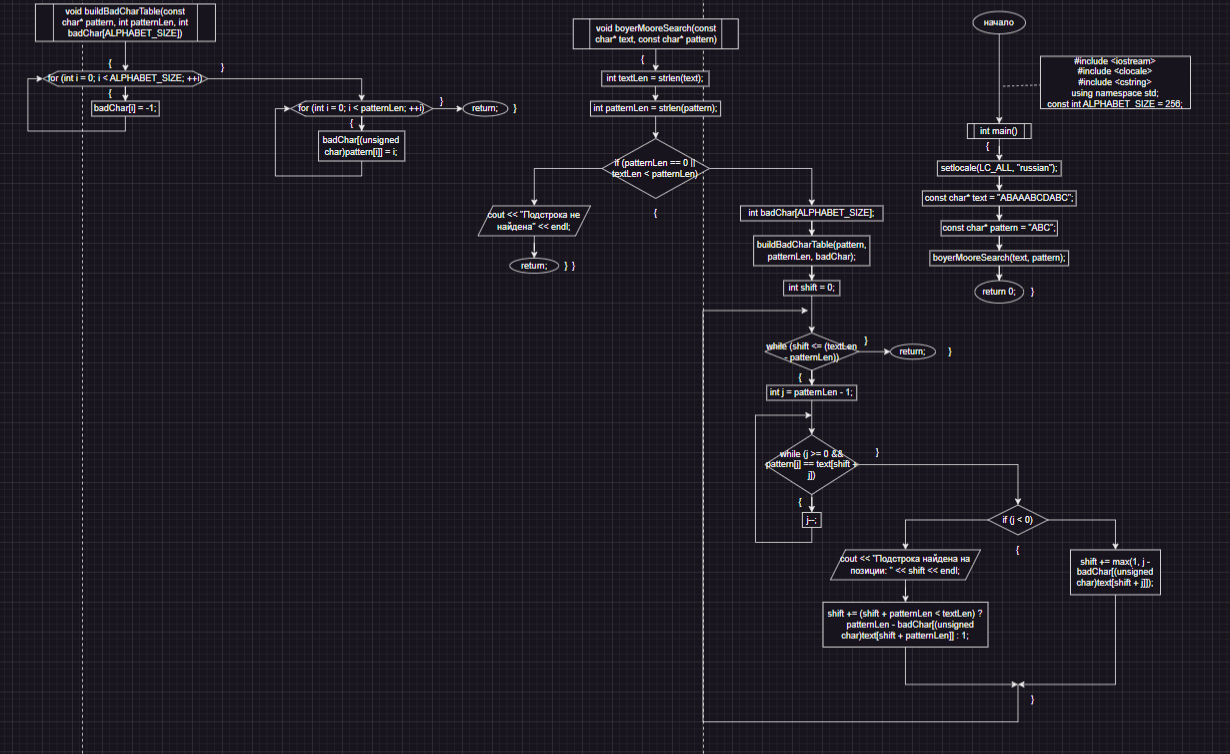 void buildBadCharTable(const
char* pattern, int patternLen, int
badChar[ALPHABET_SIZE])
{
for (int i = 0; i < ALPHABET_SIZE; ++i)
}
{
badChar[i] = -1;
for (int i = 0; i < patternLen; ++i)
}
return;
}
{
badChar[(unsigned
char)pattern[i]] = i;
void boyerMooreSearch(const
char* text, const char* pattern)
{
int textLen = strlen(text);
int patternLen = strlen(pattern);
if (patternLen == 0 ||
textLen < patternLen)
{
cout << "Подстрока не
найдена" << endl;
return;
} }
int badChar[ALPHABET_SIZE];
buildBadCharTable(pattern,
patternLen, badChar);
int shift = 0;
while (shift <= (textLen
- patternLen))
}
return;
}
{
int j = patternLen - 1;
while (j >= 0 &&
pattern[j] == text[shift +
j])
}
{
j--;
if (j < 0)
{
cout << "Подстрока найдена на
позиции: " << shift << endl;
shift += (shift + patternLen < textLen) ?
patternLen - badChar[(unsigned
char)text[shift + patternLen]] : 1;
shift += max(1, j -
badChar[(unsigned
char)text[shift + j]]);
}
начало
#include <iostream>
#include <clocale>
#include <cstring>
using namespace std;
const int ALPHABET_SIZE = 256;
int main()
{
setlocale(LC_ALL, "russian");
const char* text = "ABAAABCDABC";
const char* pattern = "ABC";
boyerMooreSearch(text, pattern);
return 0;
}